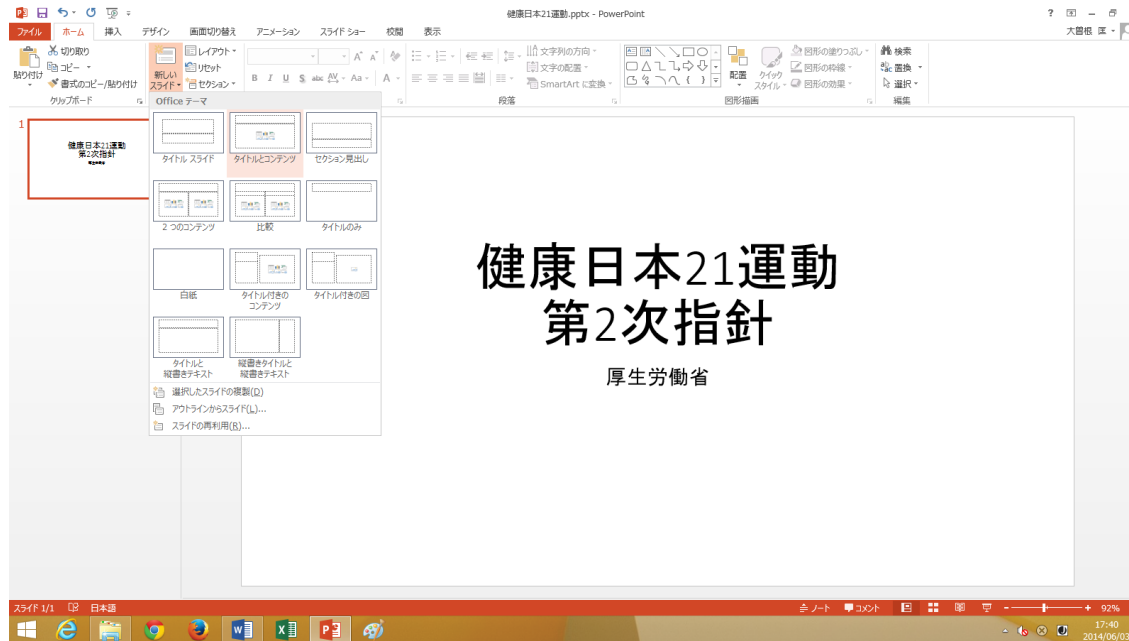 健康日本21運動.pptx - PowerPoint
ファイル ホーム 挿入 デザイン 画面切り替え アニメーション スライド ショー 校閲 表示
大曽根 匡
貼り付け
切り取り
コピー
書式のコピー/貼り付け
クリップボード
新しい
スライド
レイアウト
リセット
セクション
B I U S abc AV Aa A
文字列の方向
文字の配置
SmartArt に変換
段落
配置
クイック
スタイル
図形の塗りつぶし
図形の枠線
図形の効果
図形描画
検索
置換
選択
編集
Office テーマ
タイトル スライド タイトルとコンテンツ セクション見出し
2 つのコンテンツ 比較 タイトルのみ
白紙 タイトル付きの
コンテンツ タイトル付きの図
タイトルと
縦書きテキスト
縦書きタイトルと
縦書きテキスト
選択したスライドの複製(D)
アウトラインからスライド(L)...
スライドの再利用(R)...
1
健康日本21運動
第2次指針
厚生労働省
健康日本21運動
第2次指針
厚生労働省
スライド 1/1 日本語
ノート コメント 92%
17:40
2014/06/03